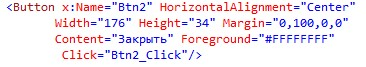 <Button x:Name="Btn2" HorizontalAlignment="Center"
Width="176" Height="34" Margin="0,100,0,0"
Content="Закрыть" Foreground="#FFFFFFFF"
Click="Btn2_Click"/>